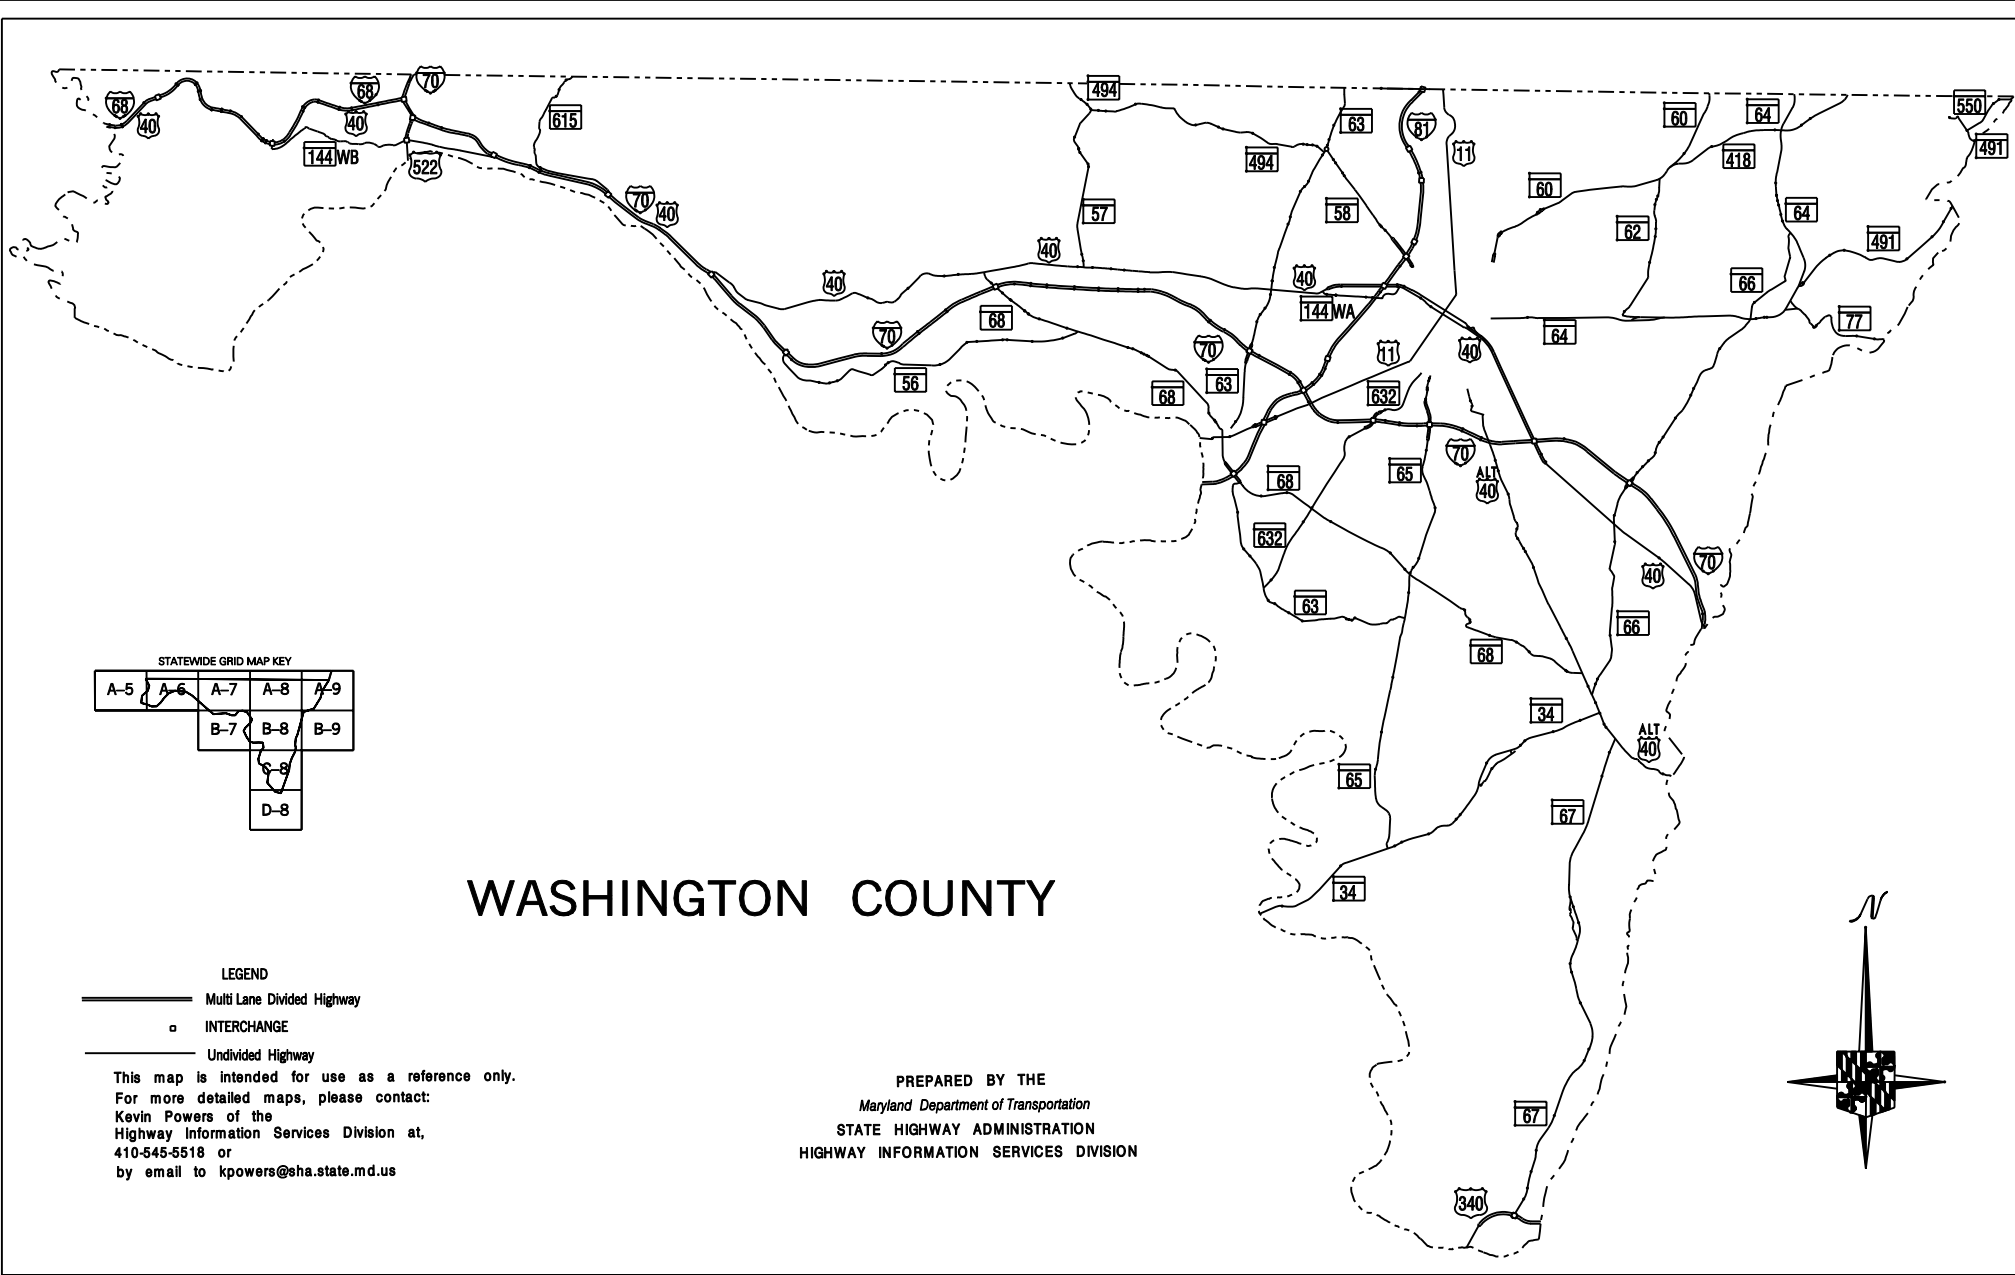 68
40
68
40
70
144 WB
522
615
70
40
40
70
56
40
68
494
57
494
63
58
81
11
40
144 WA
70
63
68
11
40
632
60
64
418
550
491
60
62
64
491
66
77
64
68
65
70
ALT
40
632
63
40
70
66
68
34
65
ALT
40
67
34
67
340
STATEWIDE GRID MAP KEY
A–5 A–6 A–7 A–8 A–9
B–7 B–8 B–9
C–8
D–8
WASHINGTON COUNTY
N
LEGEND
Multi Lane Divided Highway
INTERCHANGE
Undivided Highway
This map is intended for use as a reference only.
For more detailed maps, please contact:
Kevin Powers of the
Highway Information Services Division at,
410-545-5518 or
by email to kpowers@sha.state.md.us
PREPARED BY THE
Maryland Department of Transportation
STATE HIGHWAY ADMINISTRATION
HIGHWAY INFORMATION SERVICES DIVISION